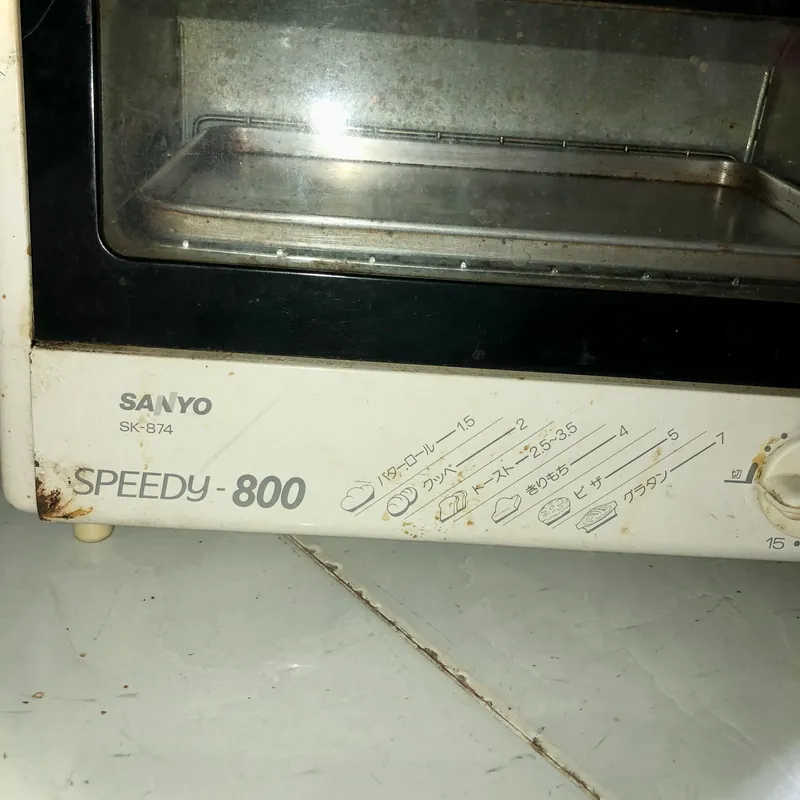 SANYO
SK-874
SPEEDY-800
バターロール—1.5
クッペ—2
トースト—2.5~3.5
きりもち—4
ピザ—5
グラタン—7
切
15